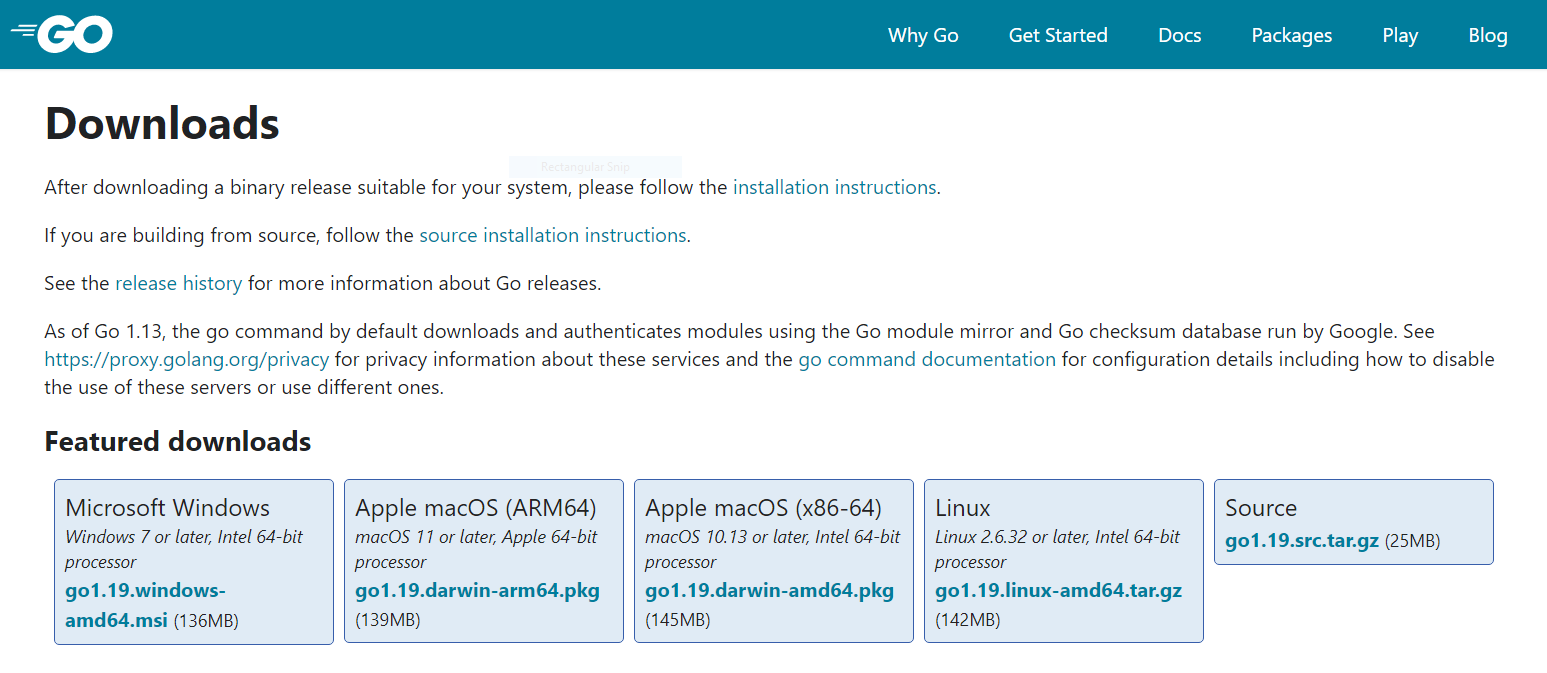 GO
Why Go Get Started Docs Packages Play Blog
Downloads
Rectangular Snip
After downloading a binary release suitable for your system, please follow the installation instructions.
If you are building from source, follow the source installation instructions.
See the release history for more information about Go releases.
As of Go 1.13, the go command by default downloads and authenticates modules using the Go module mirror and Go checksum database run by Google. See
https://proxy.golang.org/privacy for privacy information about these services and the go command documentation for configuration details including how to disable
the use of these servers or use different ones.
Featured downloads
Microsoft Windows
Windows 7 or later, Intel 64-bit
processor
go1.19.windows-
amd64.msi (136MB)
Apple macOS (ARM64)
macOS 11 or later, Apple 64-bit
processor
go1.19.darwin-arm64.pkg
(139MB)
Apple macOS (x86-64)
macOS 10.13 or later, Intel 64-bit
processor
go1.19.darwin-amd64.pkg
(145MB)
Linux
Linux 2.6.32 or later, Intel 64-bit
processor
go1.19.linux-amd64.tar.gz
(142MB)
Source
go1.19.src.tar.gz (25MB)